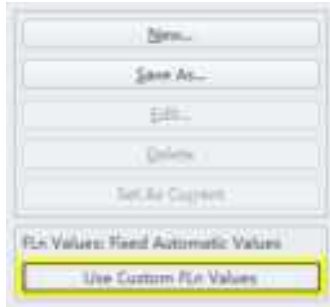 New...
Save As...
Edit...
Delete
Set As Current
FLn Values: Fixed Automatic Values
Use Custom FLn Values